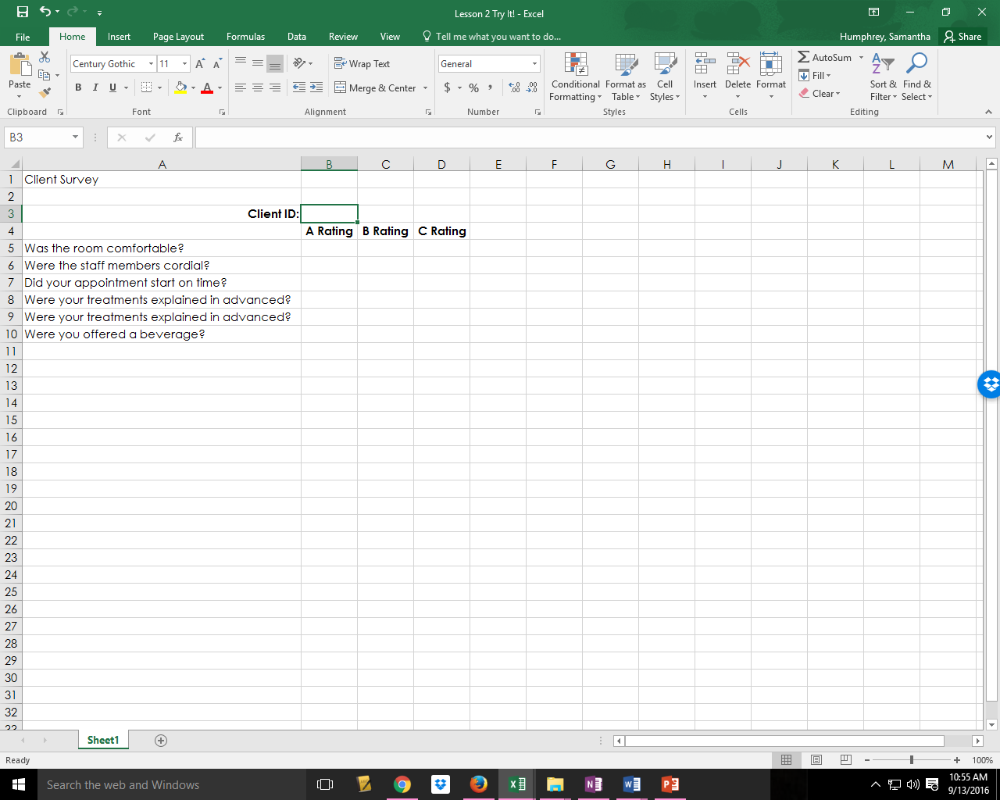 Lesson 2 Try It! - Excel
File Home Insert Page Layout Formulas Data Review View Tell me what you want to do... Humphrey, Samantha Share
Century Gothic 11 Wrap Text General AutoSum
Paste Merge & Center $ % , Conditional Formatting Format as Table Cell Styles Insert Delete Format Fill Sort & Filter Find & Select
B I U A Clear
Clipboard Font Alignment Number Styles Cells Editing
B3 fx
A B C D E F G H I J K L M
1 Client Survey
2
3 Client ID:
4 A Rating B Rating C Rating
5 Was the room comfortable?
6 Were the staff members cordial?
7 Did your appointment start on time?
8 Were your treatments explained in advanced?
9 Were your treatments explained in advanced?
10 Were you offered a beverage?
11
12
13
14
15
16
17
18
19
20
21
22
23
24
25
26
27
28
29
30
31
32
33
Sheet1
Ready 100%
Search the web and Windows 10:55 AM
9/13/2016